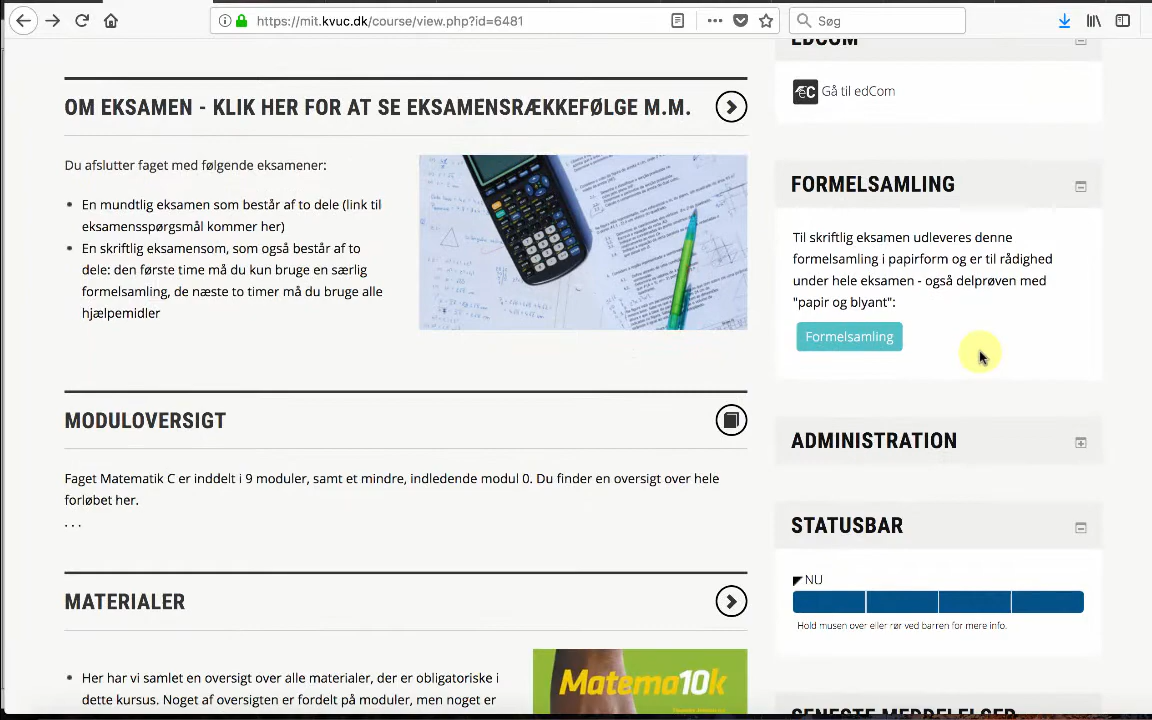 https://mit.kvuc.dk/course/view.php?id=6481
Søg
OM EKSAMEN - KLIK HER FOR AT SE EKSAMENSRÆKKEFØLGE M.M.
Du afslutter faget med følgende eksamener:
En mundtlig eksamen som består af to dele (link til
eksamensspørgsmål kommer her)
En skriftlig eksamensom, som også består af to
dele: den første time må du kun bruge en særlig
formelsamling, de næste to timer må du bruge alle
hjælpemidler
MODULOVERSIGT
Faget Matematik C er inddelt i 9 moduler, samt et mindre, indledende modul 0. Du finder en oversigt over hele
forløbet her.
. . .
MATERIALER
Her har vi samlet en oversigt over alle materialer, der er obligatoriske i
dette kursus. Noget af oversigten er fordelt på moduler, men noget er
Matema10k
EDCOM
eC Gå til edCom
FORMELSAMLING
Til skriftlig eksamen udleveres denne
formelsamling i papirform og er til rådighed
under hele eksamen - også delprøven med
"papir og blyant":
Formelsamling
ADMINISTRATION
STATUSBAR
NU
Hold musen over eller rør ved barren for mere info.
SENESTE MEDDELELSER